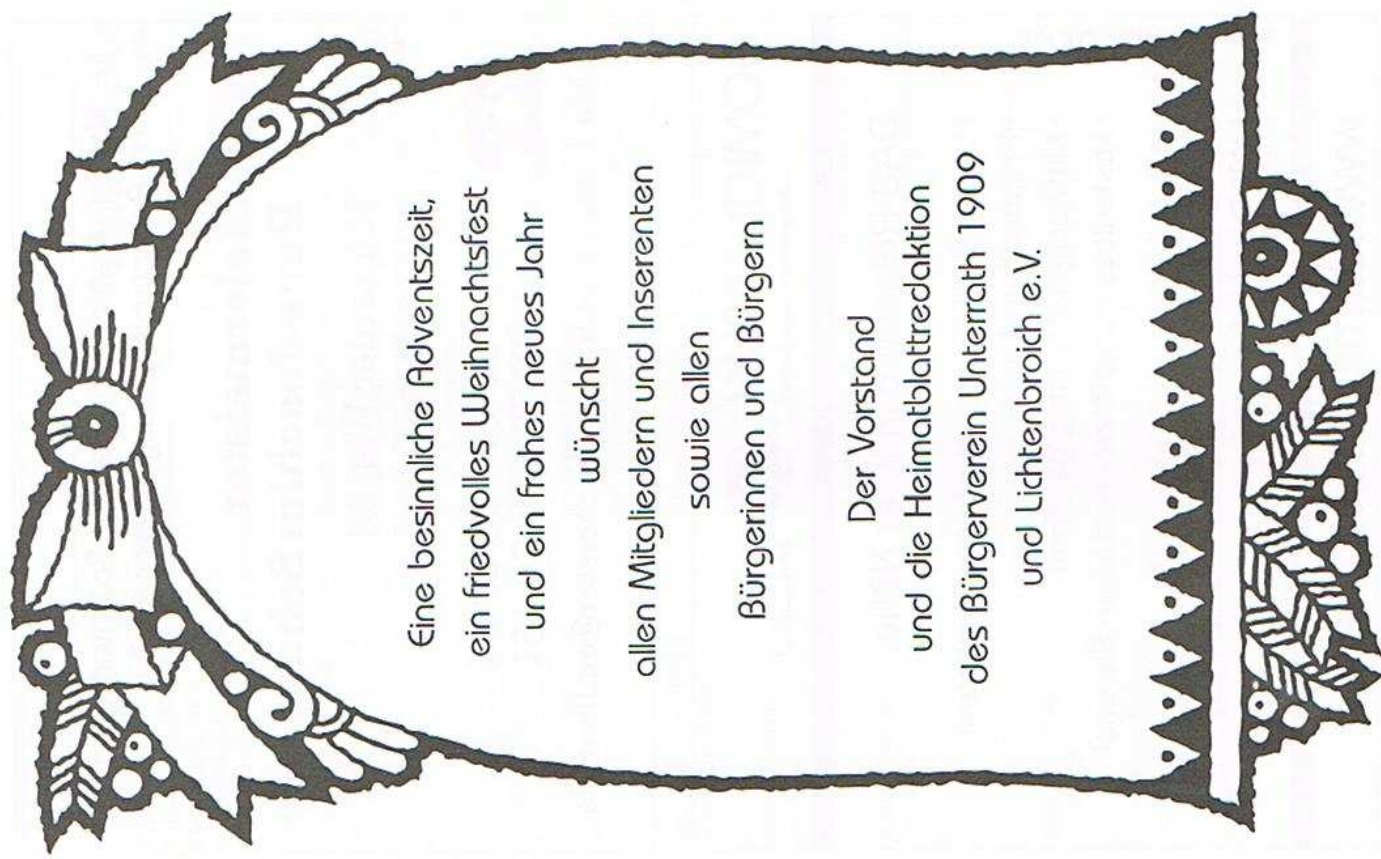 Eine besinnliche Adventszeit,
ein friedvolles Weihnachtsfest
und ein frohes neues Jahr
wünscht
allen Mitgliedern und Inserenten
sowie allen
Bürgerinnen und Bürgern
Der Vorstand
und die Heimatblattredaktion
des Bürgerverein Unterrath 1909
und Lichtenbroich e.V.